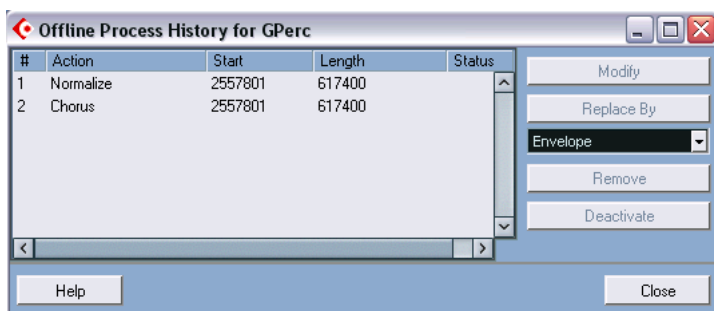 Offline Process History for GPerc
# Action Start Length Status
1 Normalize 2557801 617400
2 Chorus 2557801 617400
Modify
Replace By
Envelope
Remove
Deactivate
Help Close